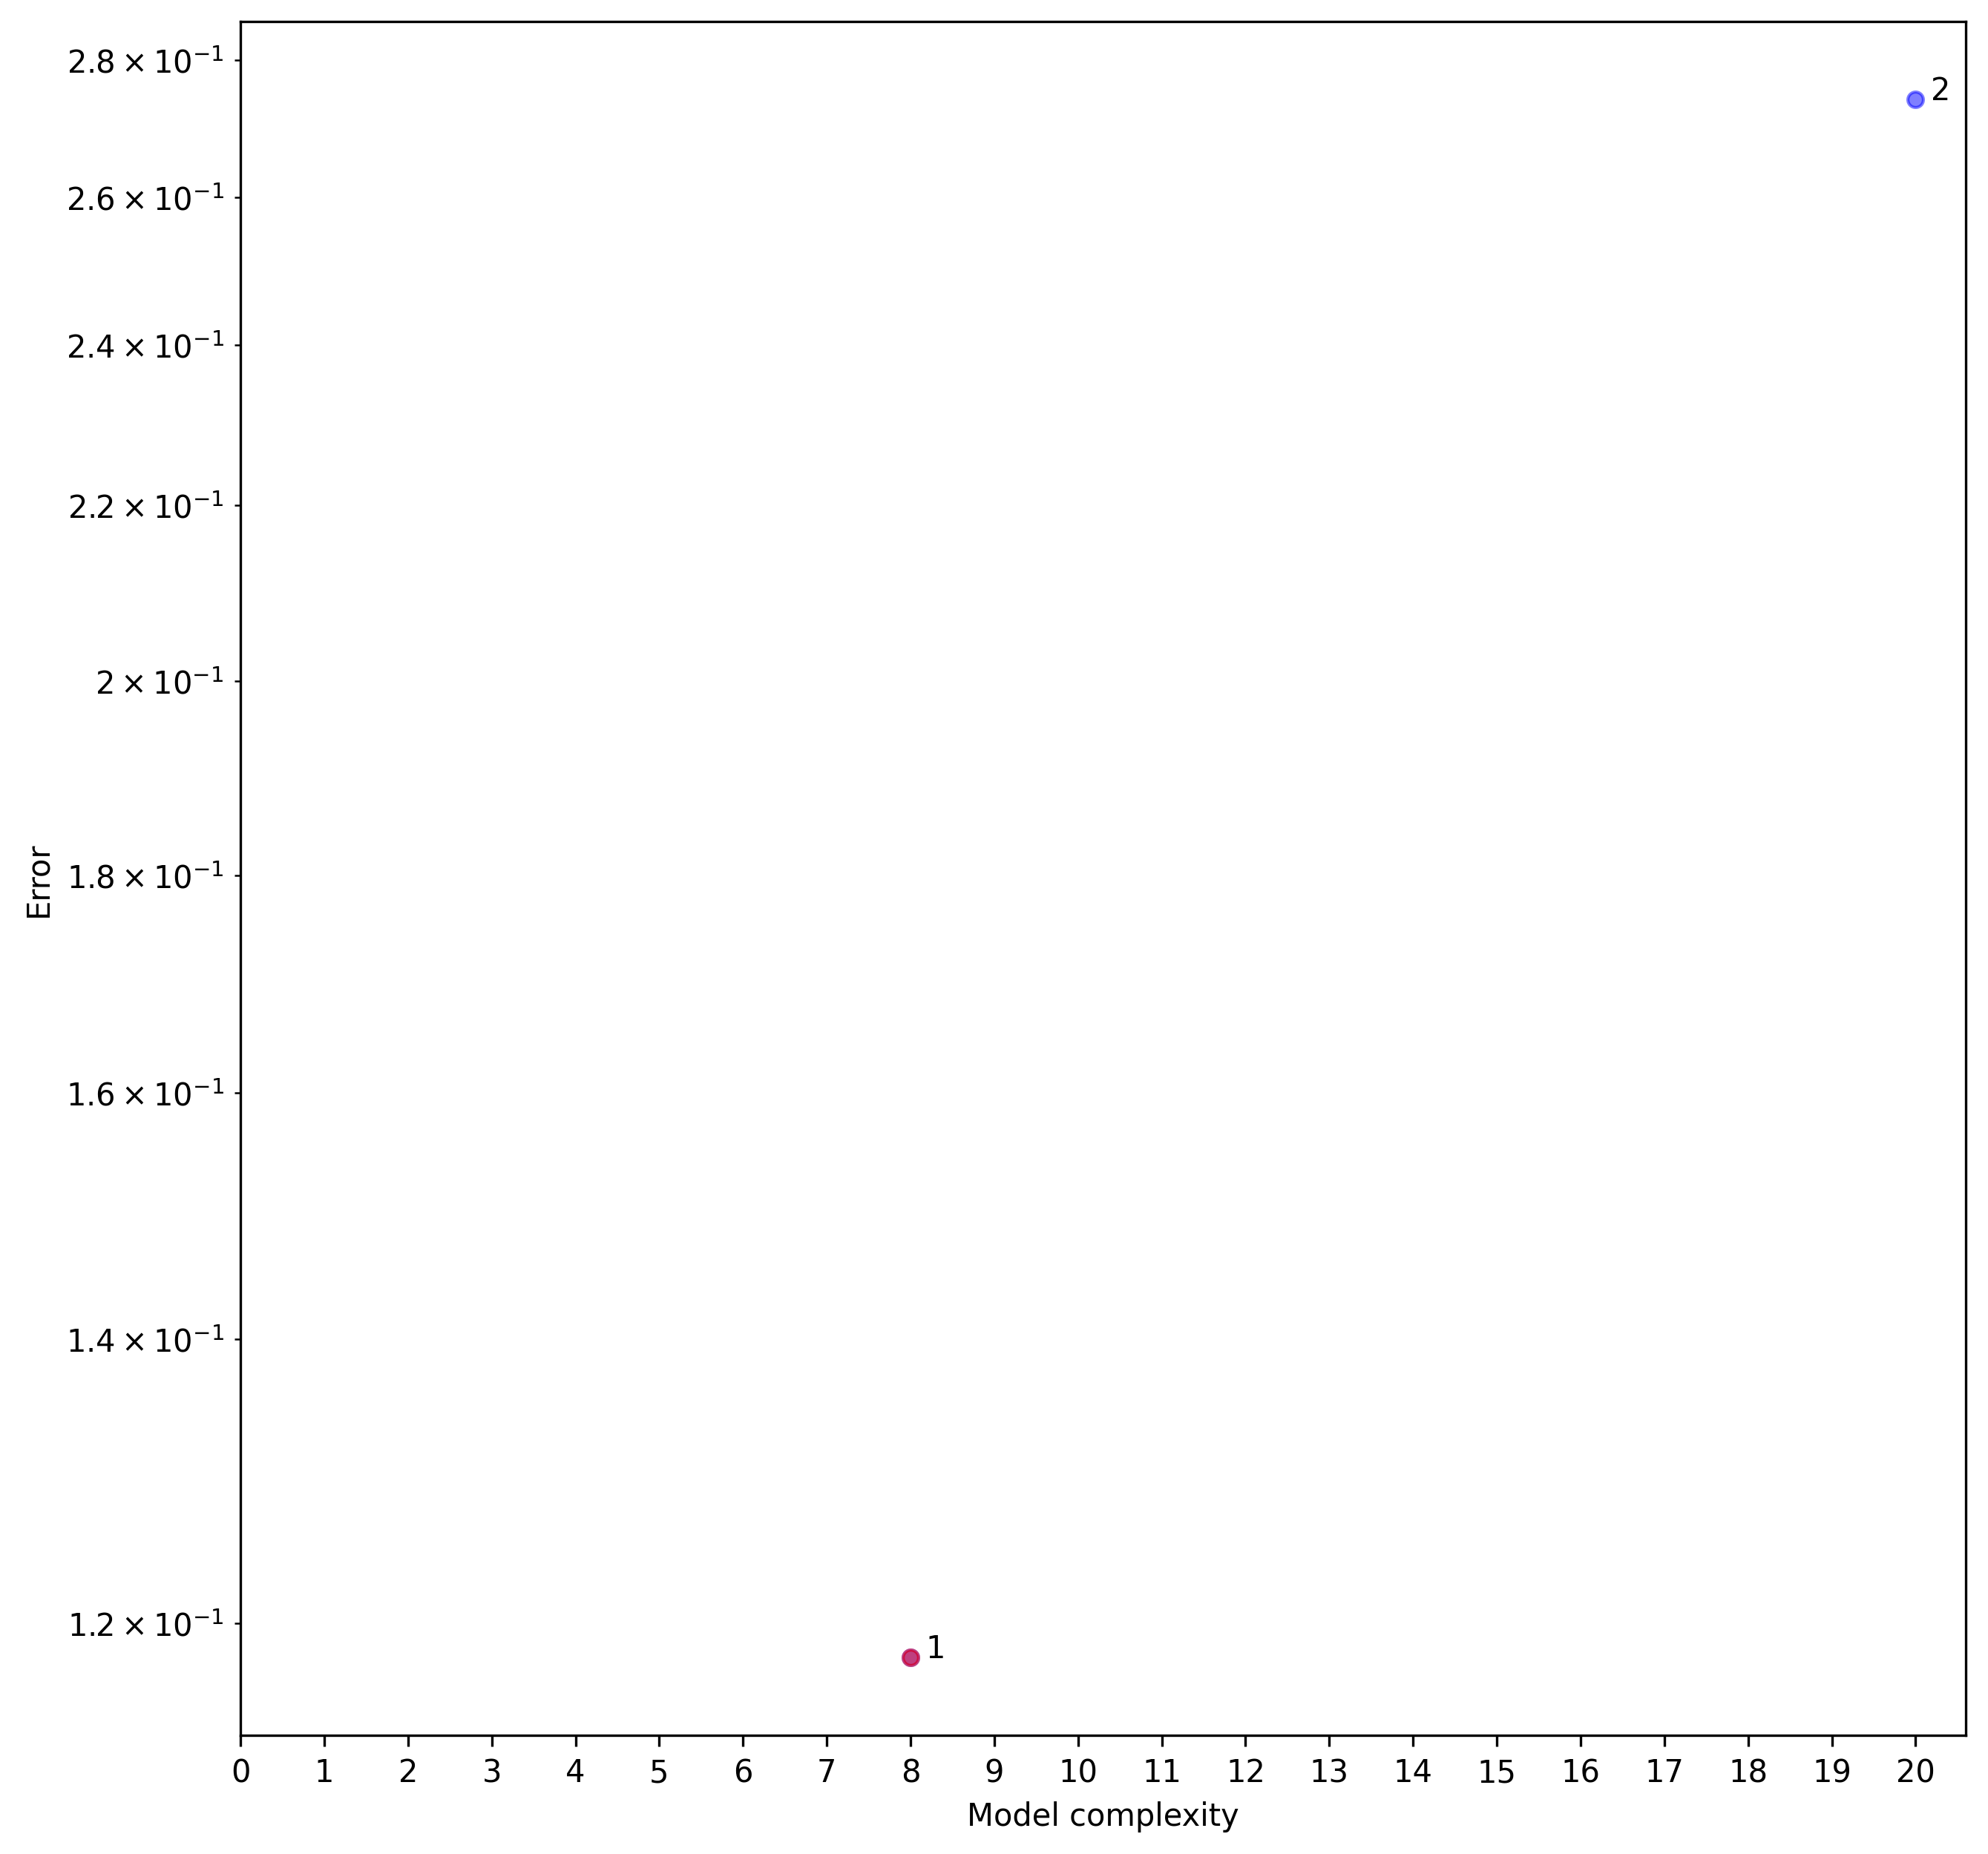 2.8 × 10⁻¹
2
2.6 × 10⁻¹
2.4 × 10⁻¹
2.2 × 10⁻¹
2 × 10⁻¹
1.8 × 10⁻¹
Error
1.6 × 10⁻¹
1.4 × 10⁻¹
1.2 × 10⁻¹
1
0 1 2 3 4 5 6 7 8 9 10 11 12 13 14 15 16 17 18 19 20
Model complexity